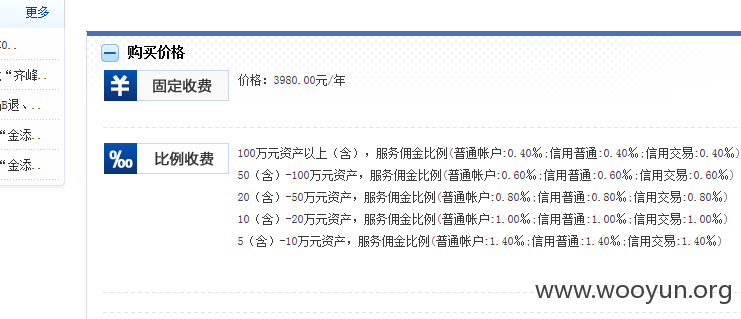 更多
0..
“齐峰..
B退、..
“金添..
“金添..
购买价格
¥ 固定收费 价格：3980.00元/年
‰ 比例收费
100万元资产以上（含），服务佣金比例(普通帐户:0.40‰;信用普通:0.40‰;信用交易:0.40‰)
50（含）-100万元资产，服务佣金比例(普通帐户:0.60‰;信用普通:0.60‰;信用交易:0.60‰)
20（含）-50万元资产，服务佣金比例(普通帐户:0.80‰;信用普通:0.80‰;信用交易:0.80‰)
10（含）-20万元资产，服务佣金比例(普通帐户:1.00‰;信用普通:1.00‰;信用交易:1.00‰)
5（含）-10万元资产，服务佣金比例(普通帐户:1.40‰;信用普通:1.40‰;信用交易:1.40‰)
www.wooyun.org